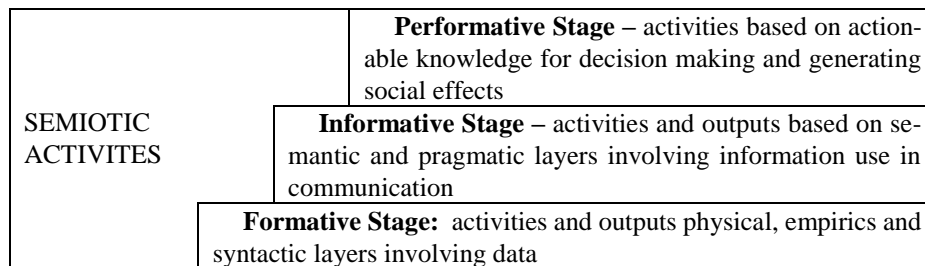 Performative Stage – activities based on action-
able knowledge for decision making and generating
social effects
SEMIOTIC
ACTIVITES
Informative Stage – activities and outputs based on se-
mantic and pragmatic layers involving information use in
communication
Formative Stage: activities and outputs physical, empirics and
syntactic layers involving data